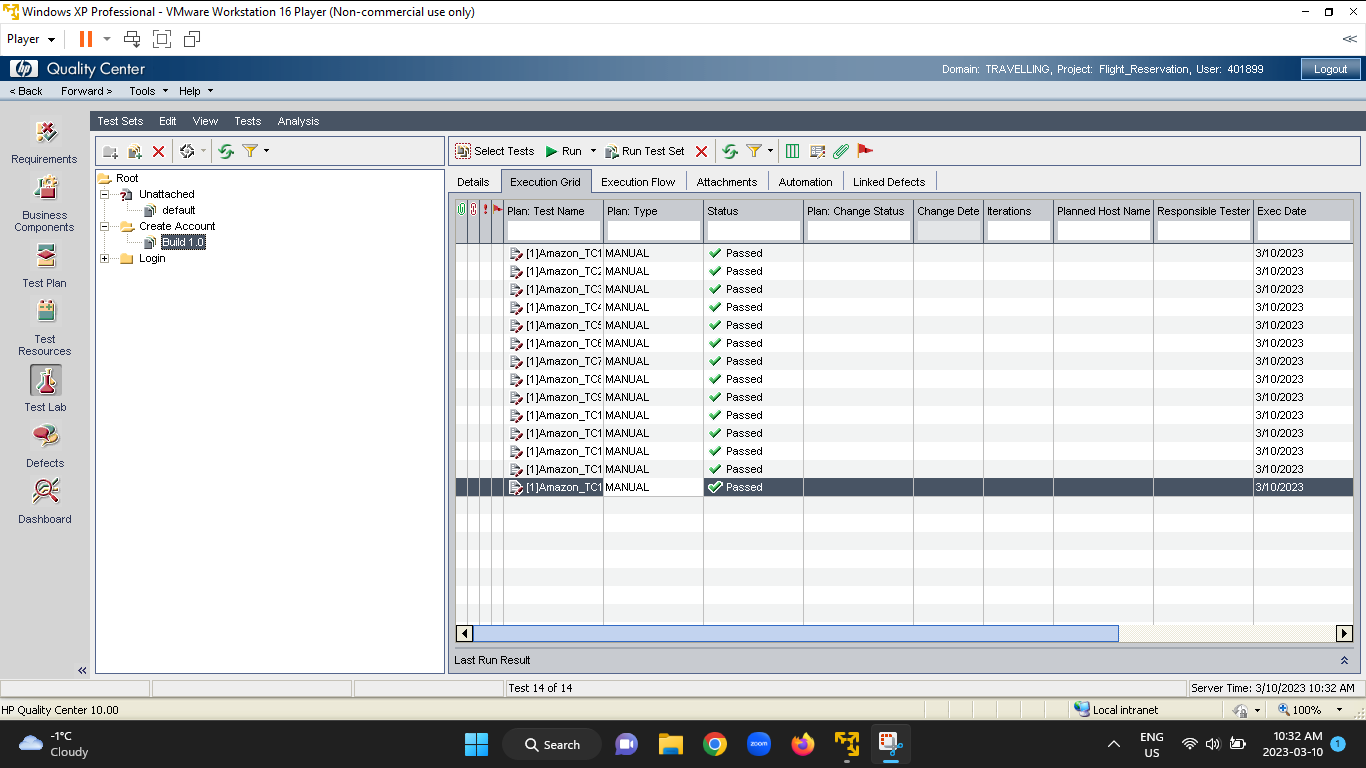 Windows XP Professional - VMware Workstation 16 Player (Non-commercial use only)
Player
hp Quality Center
Domain: TRAVELLING, Project: Flight_Reservation, User: 401899
Logout
< Back Forward > Tools Help
Test Sets Edit View Tests Analysis
Requirements
Business
Components
Test Plan
Test
Resources
Test Lab
Defects
Dashboard
Root
Unattached
default
Create Account
Build 1.0
Login
Select Tests Run Run Test Set
Details Execution Grid Execution Flow Attachments Automation Linked Defects
Plan: Test Name Plan: Type Status Plan: Change Status Change Dete Iterations Planned Host Name Responsible Tester Exec Date
[1]Amazon_TC1 MANUAL Passed 3/10/2023
[1]Amazon_TC2 MANUAL Passed 3/10/2023
[1]Amazon_TC3 MANUAL Passed 3/10/2023
[1]Amazon_TC4 MANUAL Passed 3/10/2023
[1]Amazon_TC5 MANUAL Passed 3/10/2023
[1]Amazon_TC6 MANUAL Passed 3/10/2023
[1]Amazon_TC7 MANUAL Passed 3/10/2023
[1]Amazon_TC8 MANUAL Passed 3/10/2023
[1]Amazon_TC9 MANUAL Passed 3/10/2023
[1]Amazon_TC1 MANUAL Passed 3/10/2023
[1]Amazon_TC1 MANUAL Passed 3/10/2023
[1]Amazon_TC1 MANUAL Passed 3/10/2023
[1]Amazon_TC1 MANUAL Passed 3/10/2023
[1]Amazon_TC1 MANUAL Passed 3/10/2023
Last Run Result
Test 14 of 14
Server Time: 3/10/2023 10:32 AM
HP Quality Center 10.00
Local intranet
100%
-1°C
Cloudy
Search
zoom
ENG
US
10:32 AM
2023-03-10
1